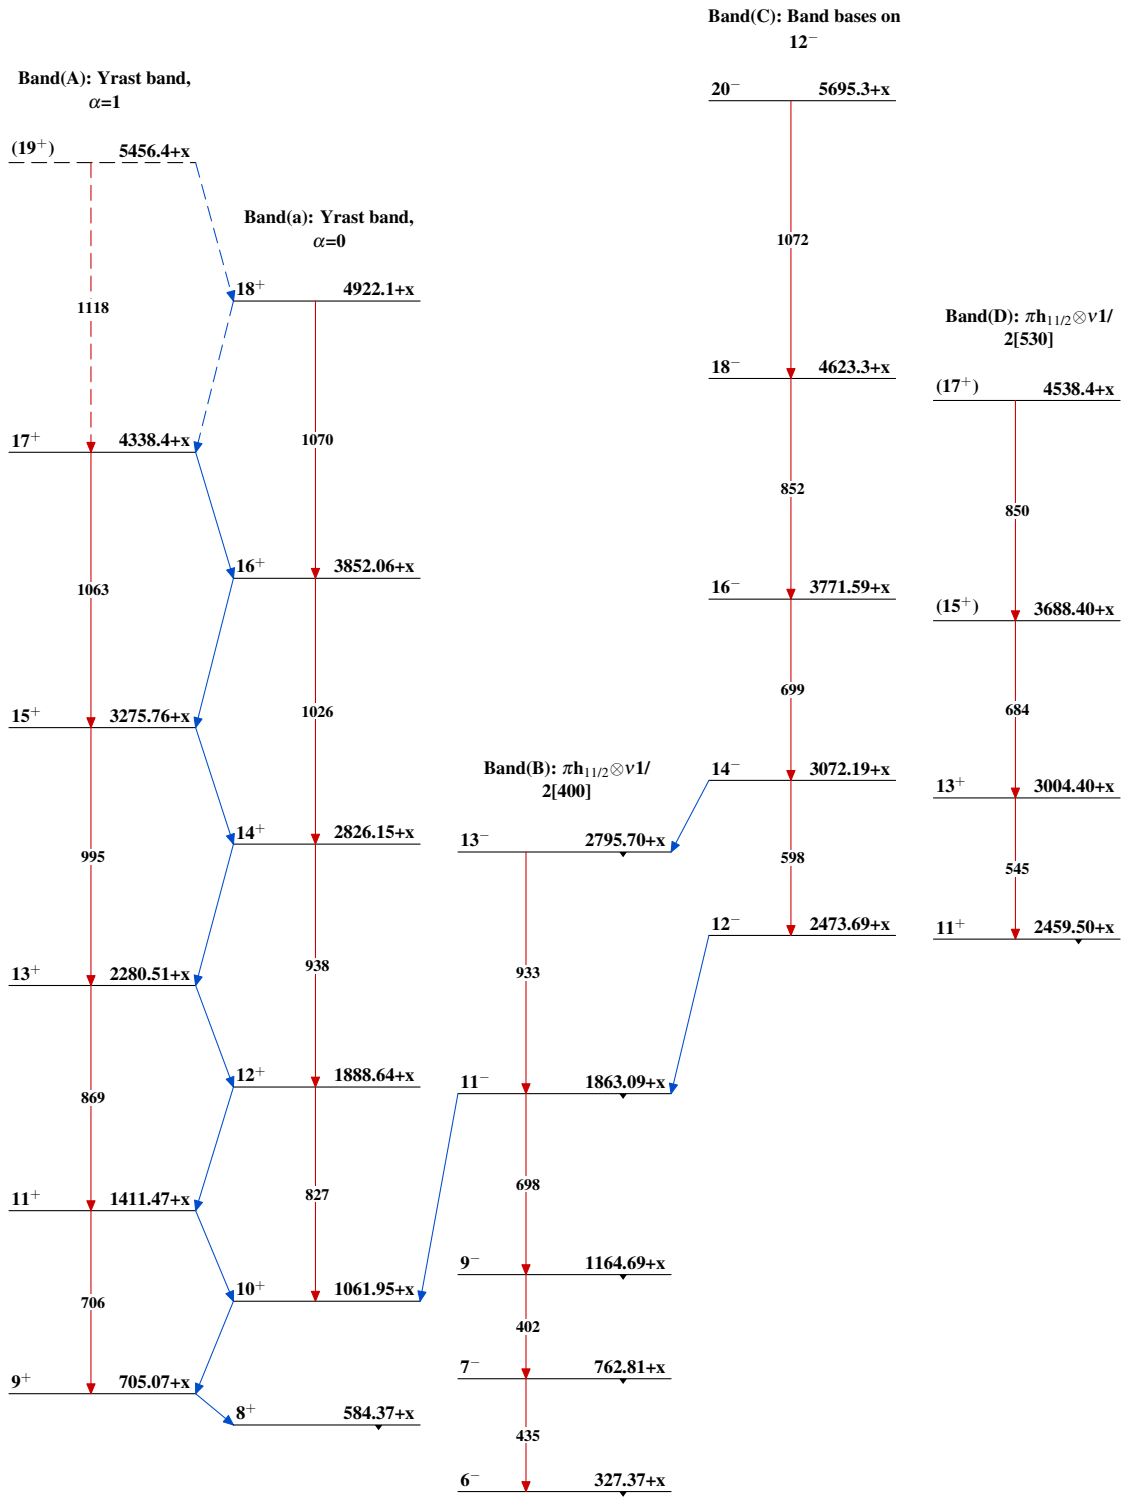 Band(A): Yrast band,
α=1
(19⁺) 5456.4+x
1118
17⁺ 4338.4+x
1063
15⁺ 3275.76+x
995
13⁺ 2280.51+x
869
11⁺ 1411.47+x
706
9⁺ 705.07+x
Band(a): Yrast band,
α=0
18⁺ 4922.1+x
1070
16⁺ 3852.06+x
1026
14⁺ 2826.15+x
938
12⁺ 1888.64+x
827
10⁺ 1061.95+x
8⁺ 584.37+x
Band(B): πh₁₁/₂⊗ν1/
2[400]
13⁻ 2795.70+x
933
11⁻ 1863.09+x
698
9⁻ 1164.69+x
402
7⁻ 762.81+x
435
6⁻ 327.37+x
Band(C): Band bases on
12⁻
20⁻ 5695.3+x
1072
18⁻ 4623.3+x
852
16⁻ 3771.59+x
699
14⁻ 3072.19+x
598
12⁻ 2473.69+x
Band(D): πh₁₁/₂⊗ν1/
2[530]
(17⁺) 4538.4+x
850
(15⁺) 3688.40+x
684
13⁺ 3004.40+x
545
11⁺ 2459.50+x